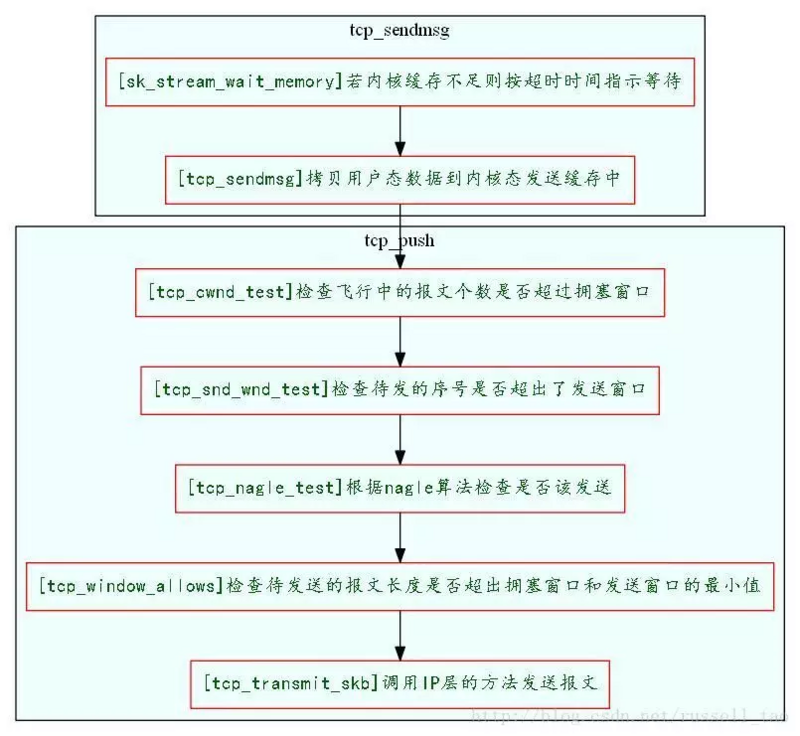 tcp_sendmsg
[sk_stream_wait_memory]若内核缓存不足则按超时时间指示等待
[tcp_sendmsg]拷贝用户态数据到内核态发送缓存中
tcp_push
[tcp_cwnd_test]检查飞行中的报文个数是否超过拥塞窗口
[tcp_snd_wnd_test]检查待发的序号是否超出了发送窗口
[tcp_nagle_test]根据nagle算法检查是否该发送
[tcp_window_allows]检查待发送的报文长度是否超出拥塞窗口和发送窗口的最小值
[tcp_transmit_skb]调用IP层的方法发送报文
http://blog.csdn.net/russell_tao